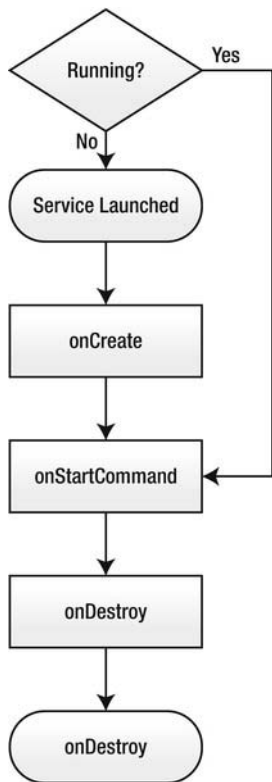 Running?
Yes
No
Service Launched
onCreate
onStartCommand
onDestroy
onDestroy